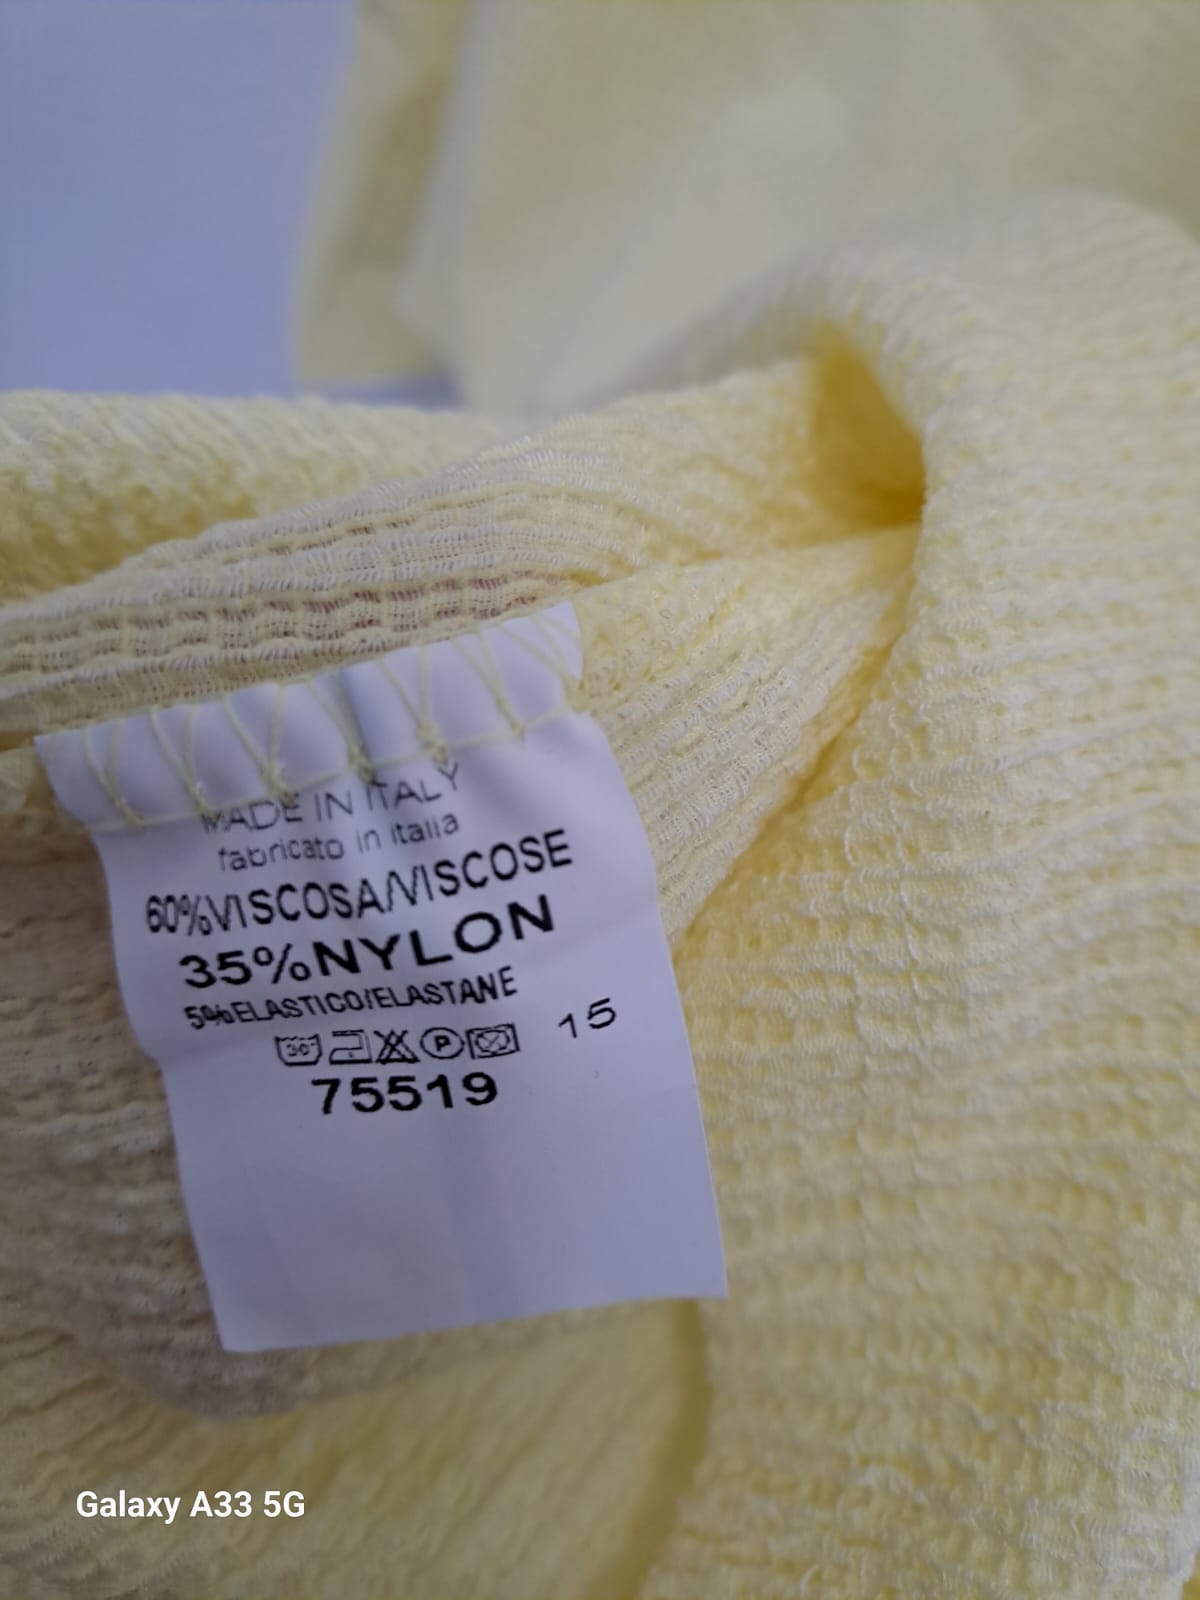 MADE IN ITALY
fabricato in italia
60%VISCOSA/VISCOSE
35%NYLON
5%ELASTICO/ELASTANE
30° P 15
75519
Galaxy A33 5G